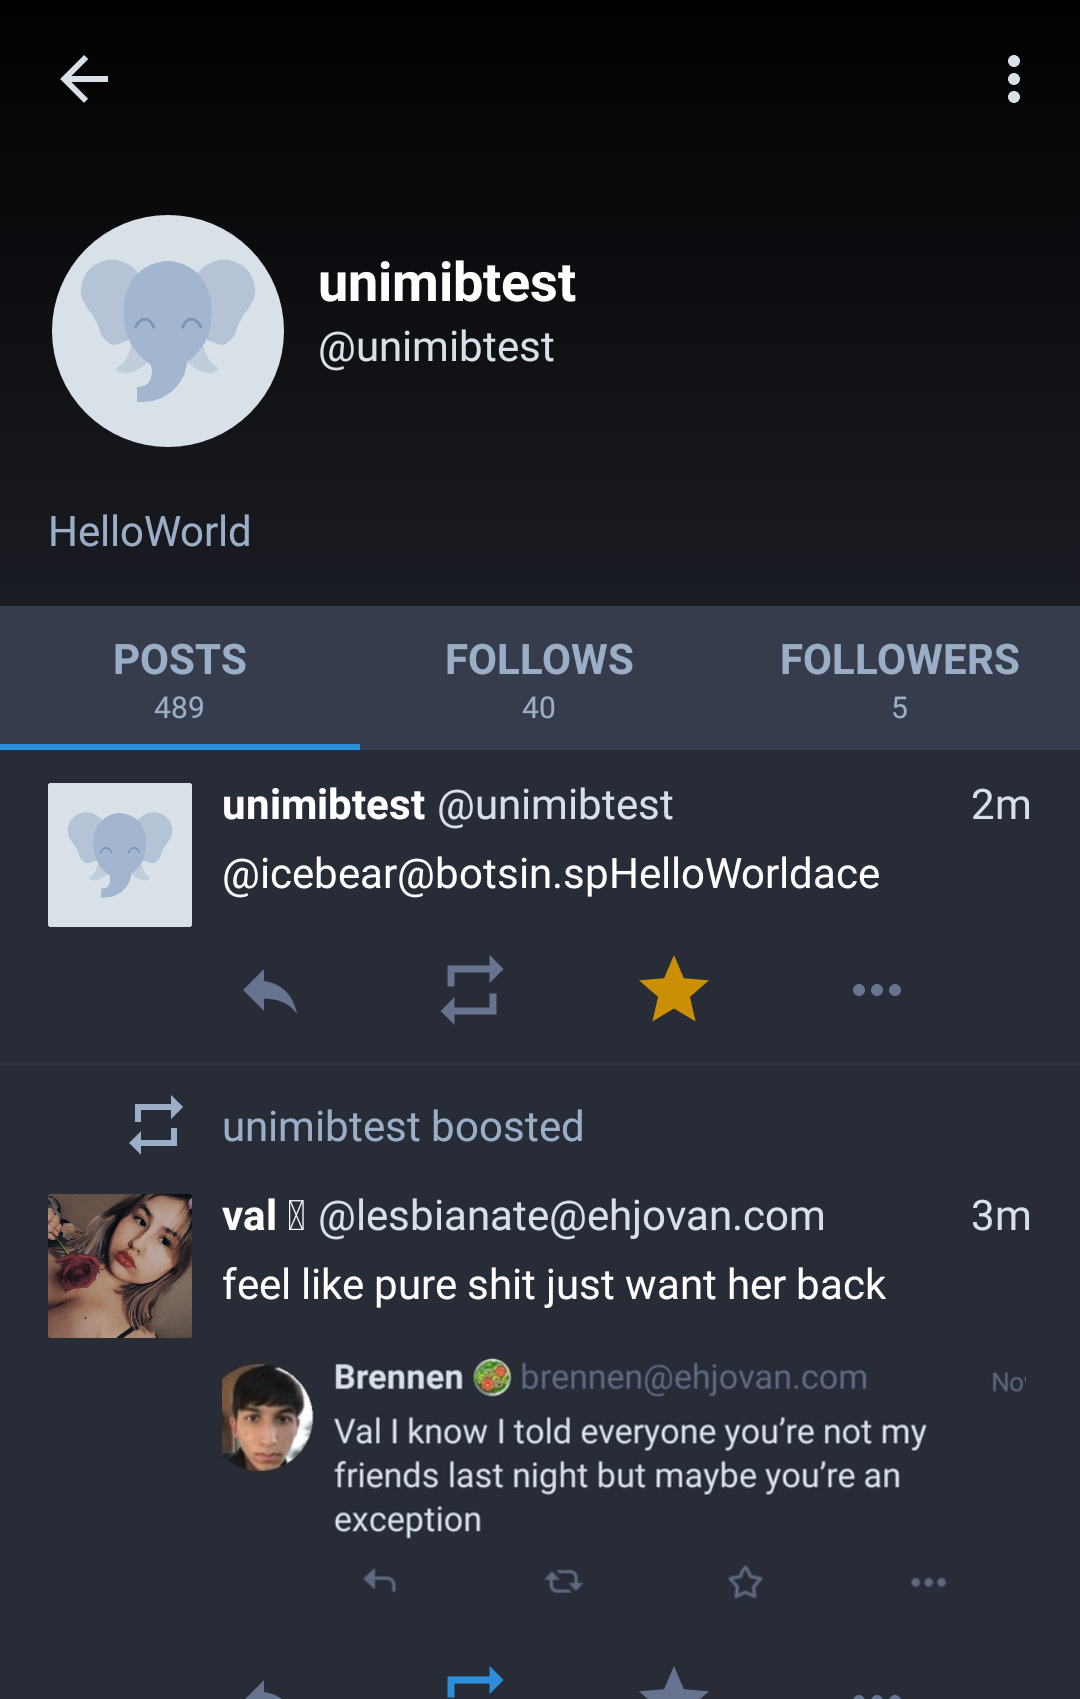 unimibtest
@unimibtest
HelloWorld
POSTS
489
FOLLOWS
40
FOLLOWERS
5
unimibtest @unimibtest 2m
@icebear@botsin.spHelloWorldace
unimibtest boosted
val @lesbianate@ehjovan.com 3m
feel like pure shit just want her back
Brennen brennen@ehjovan.com
Val I know I told everyone you’re not my
friends last night but maybe you’re an
exception